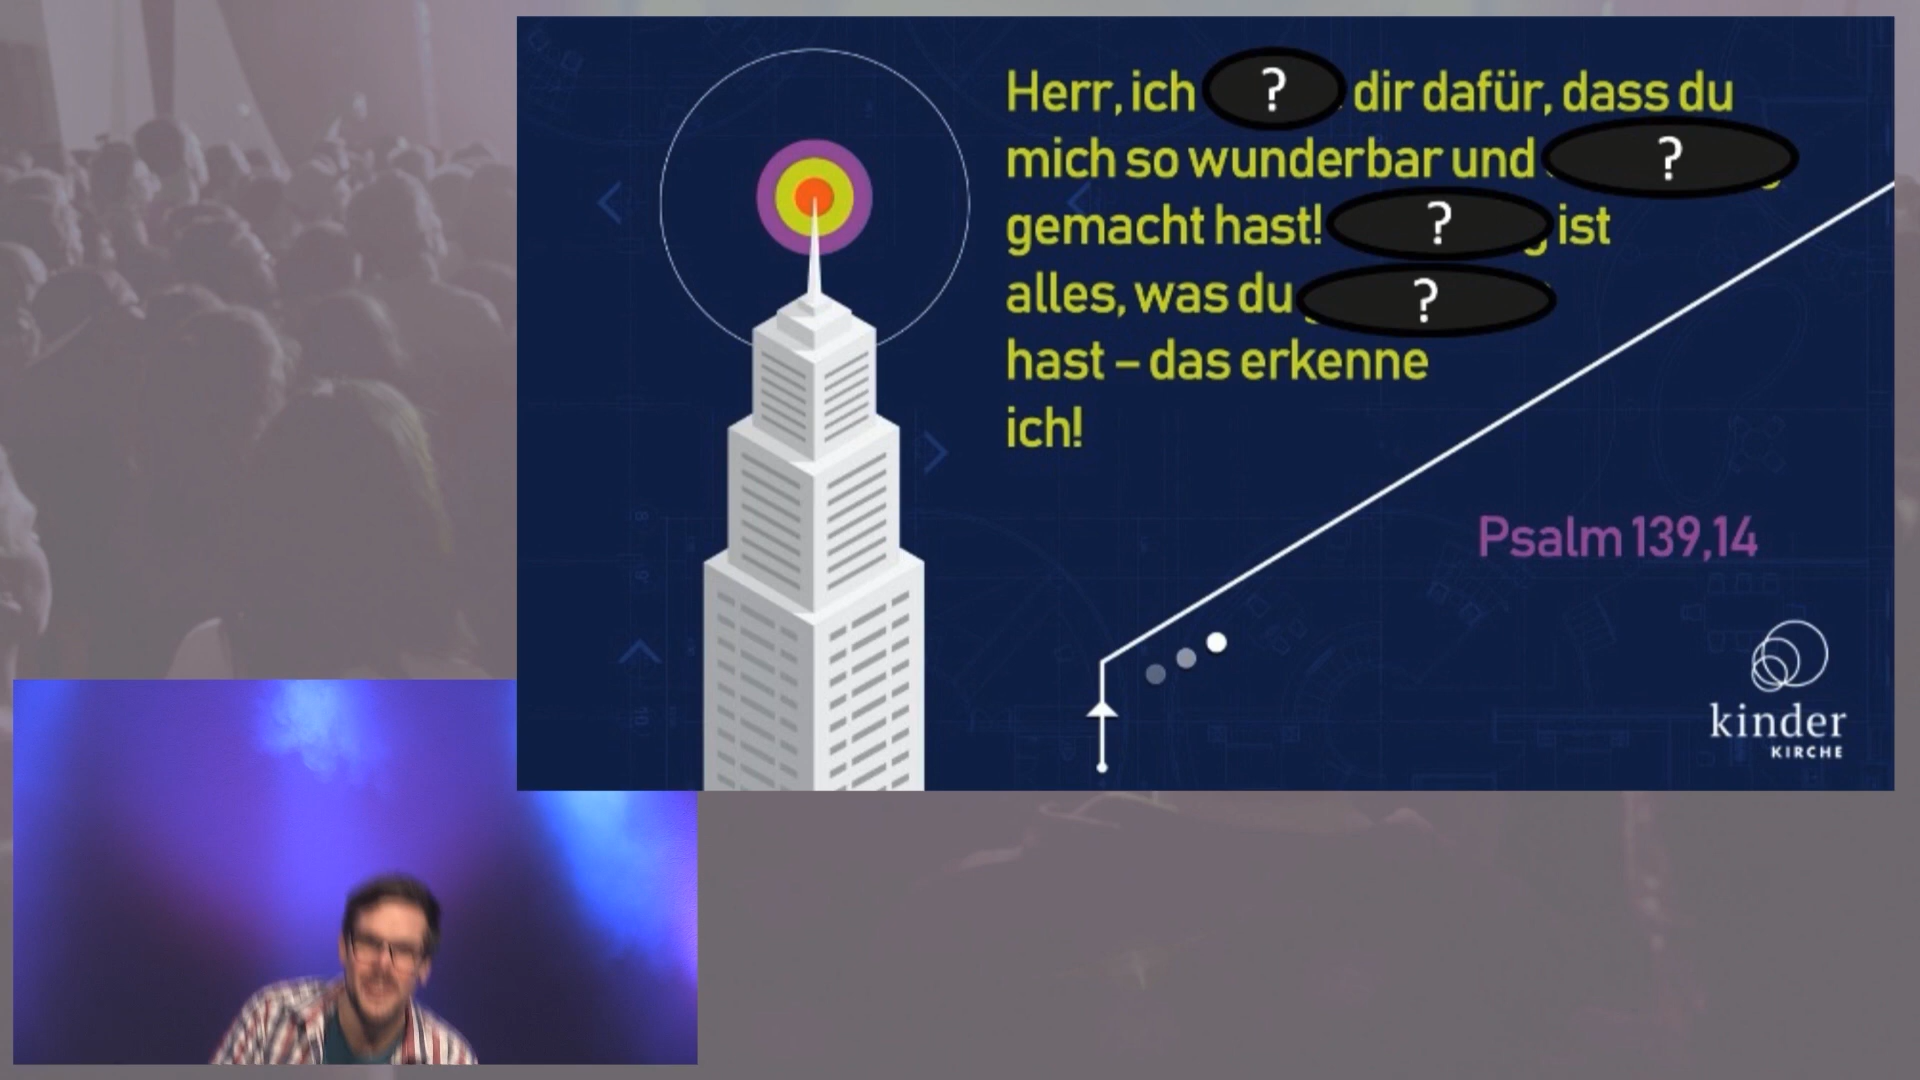 Herr, ich ? dir dafür, dass du
mich so wunderbar und ?
gemacht hast! ? ist
alles, was du ?
hast – das erkenne
ich!
Psalm 139,14
kinder
KIRCHE